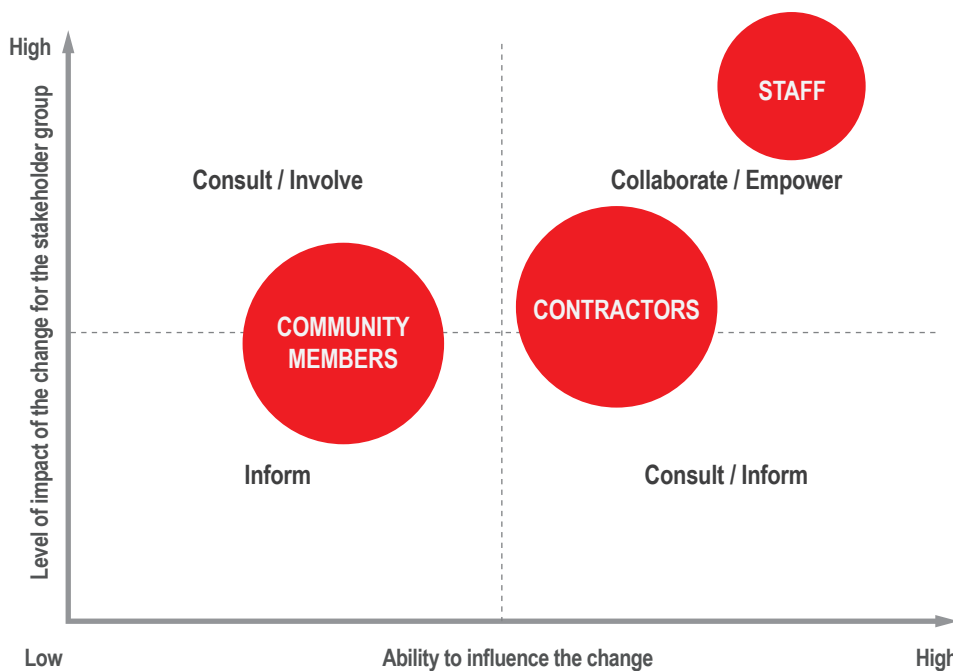 High
STAFF
Consult / Involve
Collaborate / Empower
Level of impact of the change for the stakeholder group
COMMUNITY
MEMBERS
CONTRACTORS
Inform
Consult / Inform
Low
Ability to influence the change
High